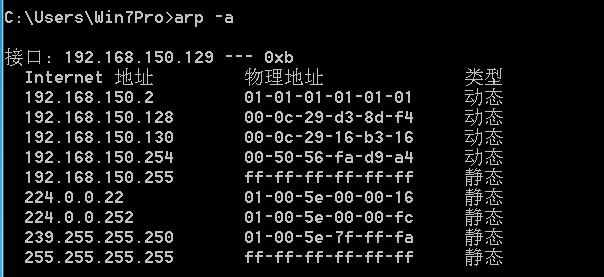 C:\Users\Win7Pro>arp -a
接口: 192.168.150.129 --- 0xb
Internet 地址 物理地址 类型
192.168.150.2 01-01-01-01-01-01 动态
192.168.150.128 00-0c-29-d3-8d-f4 动态
192.168.150.130 00-0c-29-16-b3-16 动态
192.168.150.254 00-50-56-fa-d9-a4 动态
192.168.150.255 ff-ff-ff-ff-ff-ff 静态
224.0.0.22 01-00-5e-00-00-16 静态
224.0.0.252 01-00-5e-00-00-fc 静态
239.255.255.250 01-00-5e-7f-ff-fa 静态
255.255.255.255 ff-ff-ff-ff-ff-ff 静态